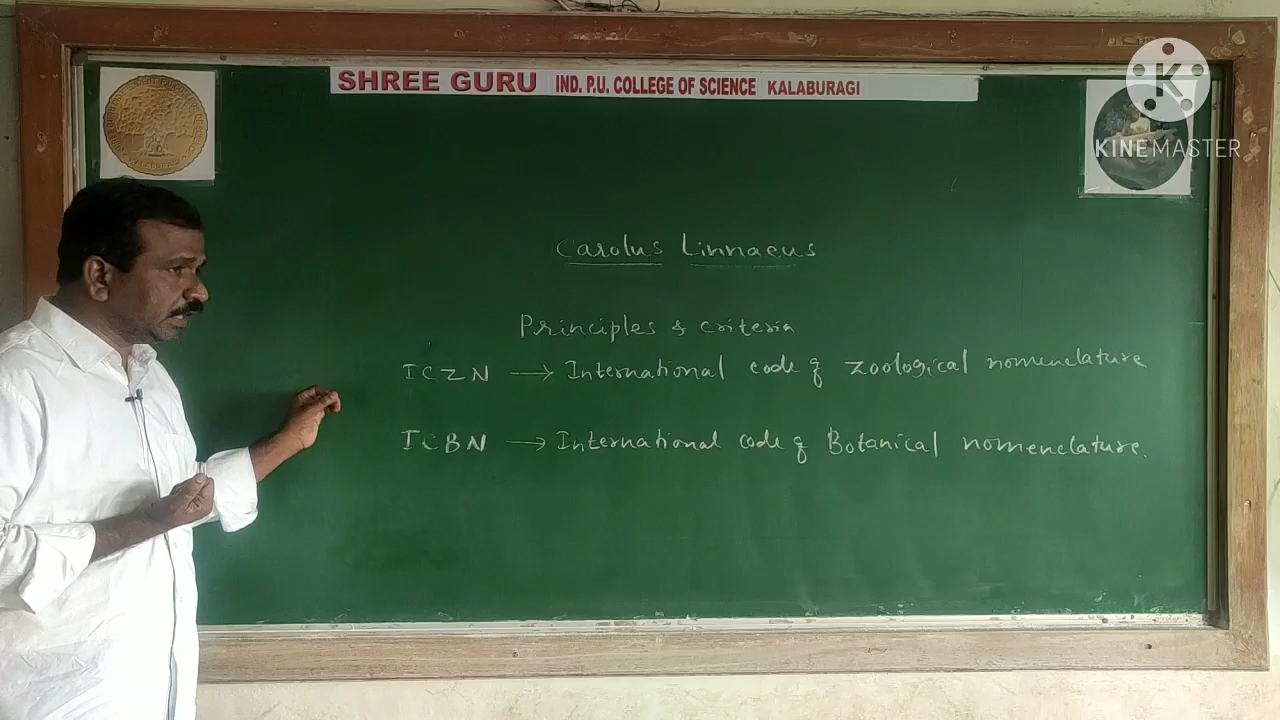 SHREE GURU IND. P.U. COLLEGE OF SCIENCE KALABURAGI
K
KINEMASTER
Carolus Linnaeus
Principles & criteria
ICZN → International code of Zoological nomenclature
ICBN → International code of Botanical nomenclature.